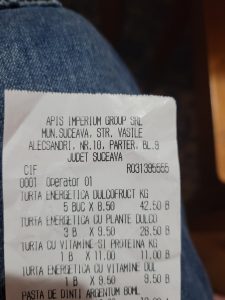 APIS IMPERIUM GROUP SRL
MUN.SUCEAVA, STR. VASILE
ALECSANDRI, NR.10, PARTER, BL.9
JUDET SUCEAVA
CIF RO31395555
0001 Operator 01
TURTA ENERGETICA DULCOFRUCT KG
5 BUC X 8.50 42.50 B
TURTA ENERGETICA CU PLANTE DULCO
3 B X 9.50 28.50 B
TURTA CU VITAMINE SI PROTEINA KG
1 B X 11.00 11.00 B
TURTA ENERGETICA CU VITAMINE DUL
1 B X 9.50 9.50 B
PASTA DE DINTI ARGENTUM 80ML